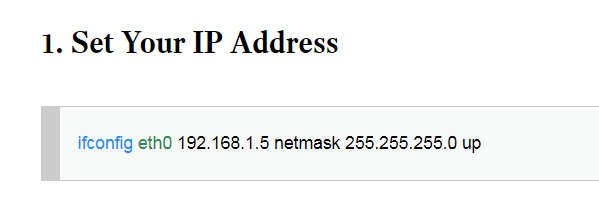 1. Set Your IP Address
ifconfig eth0 192.168.1.5 netmask 255.255.255.0 up